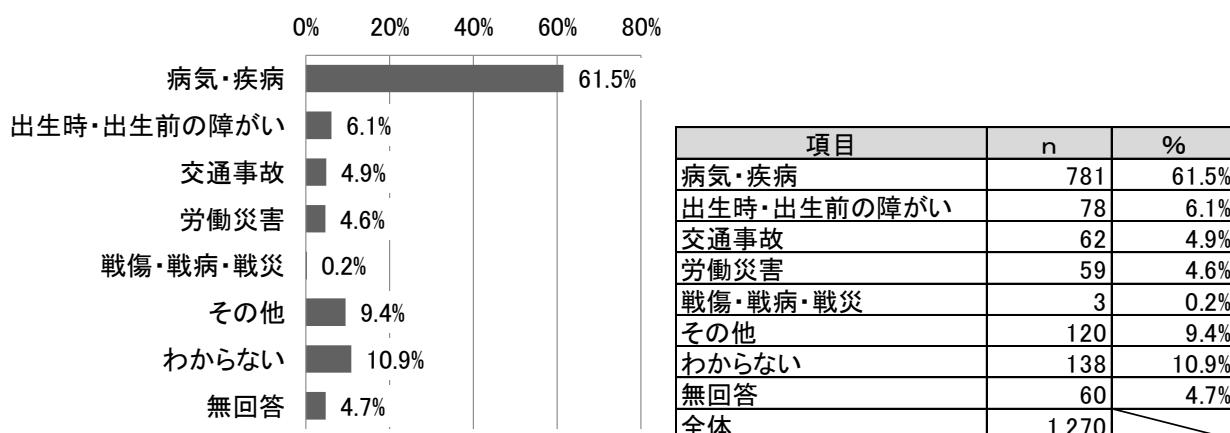 0% 20% 40% 60% 80%
病気・疾病 61.5%
出生時・出生前の障がい 6.1%
交通事故 4.9%
労働災害 4.6%
戦傷・戦病・戦災 0.2%
その他 9.4%
わからない 10.9%
無回答 4.7%
項目 n %
病気・疾病 781 61.5%
出生時・出生前の障がい 78 6.1%
交通事故 62 4.9%
労働災害 59 4.6%
戦傷・戦病・戦災 3 0.2%
その他 120 9.4%
わからない 138 10.9%
無回答 60 4.7%
全体 1,270